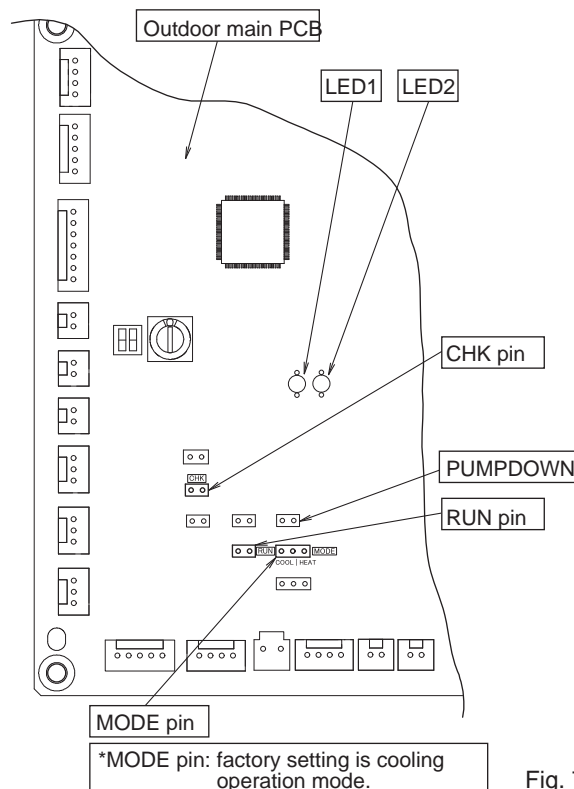 Outdoor main PCB
LED1
LED2
CHK pin
CHK
PUMPDOWN
RUN pin
RUN
MODE
COOL | HEAT
MODE pin
*MODE pin: factory setting is cooling
operation mode.
Fig.